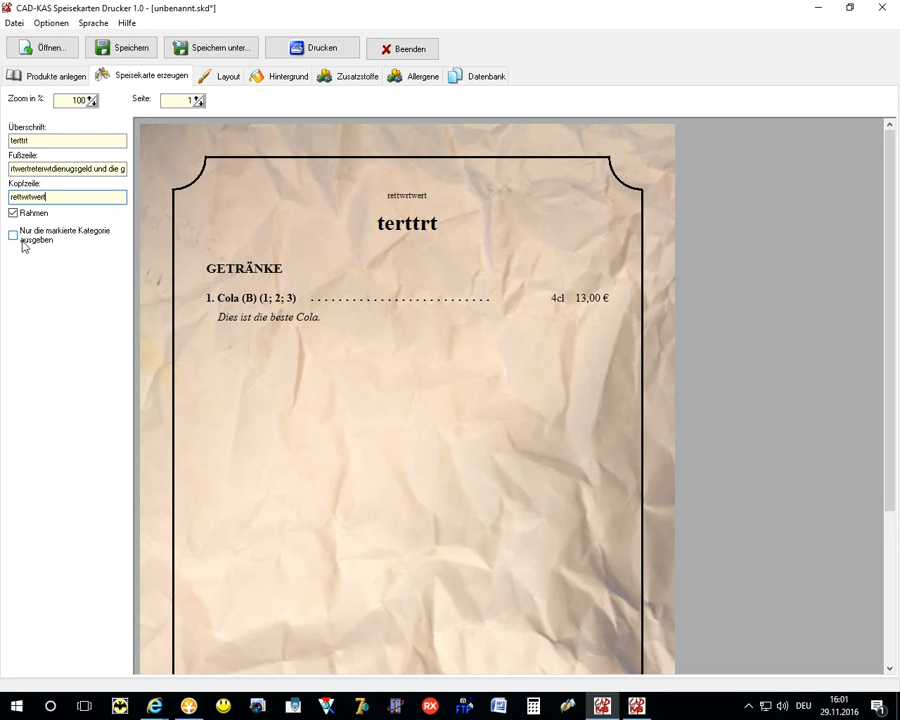 CAD-KAS Speisekarten Drucker 1.0 - [unbenannt.skd*]
Datei Optionen Sprache Hilfe
Öffnen... Speichern Speichern unter... Drucken Beenden
Produkte anlegen Speisekarte erzeugen Layout Hintergrund Zusatzstoffe Allergene Datenbank
Zoom in %: 100 Seite: 1
Überschrift:
terttrt
Fußzeile:
rtwertreterwtdienugsgeld und die g
Kopfzeile:
rettwrtwert
Rahmen
Nur die markierte Kategorie
ausgeben
rettwrtwert
terttrt
GETRÄNKE
1. Cola (B) (1; 2; 3) . . . . . . . . . . . . . . . . . . . . . . . . . . 4cl 13,00 €
Dies ist die beste Cola.
DEU
16:01
29.11.2016